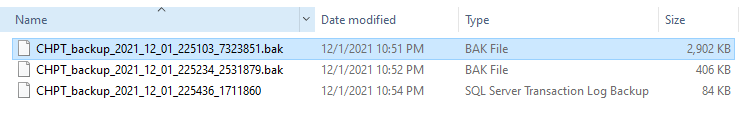 Name Date modified Type Size
CHPT_backup_2021_12_01_225103_7323851.bak 12/1/2021 10:51 PM BAK File 2,902 KB
CHPT_backup_2021_12_01_225234_2531879.bak 12/1/2021 10:52 PM BAK File 406 KB
CHPT_backup_2021_12_01_225436_1711860 12/1/2021 10:54 PM SQL Server Transaction Log Backup 84 KB